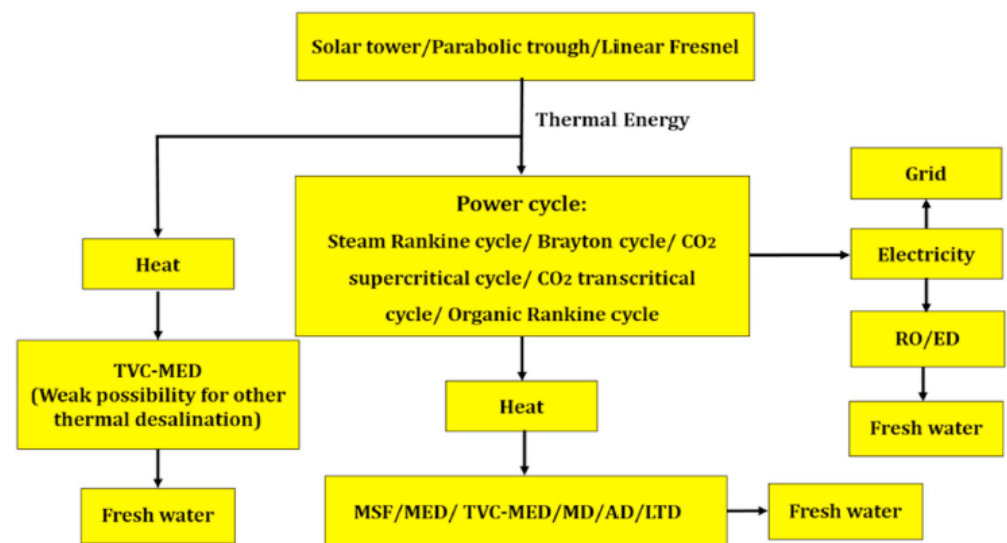 Solar tower/Parabolic trough/Linear Fresnel
Thermal Energy
Grid
Power cycle:
Steam Rankine cycle/ Brayton cycle/ CO₂
supercritical cycle/ CO₂ transcritical
cycle/ Organic Rankine cycle
Heat
Electricity
TVC-MED
(Weak possibility for other
thermal desalination)
RO/ED
Heat
Fresh water
Fresh water
MSF/MED/ TVC-MED/MD/AD/LTD
Fresh water